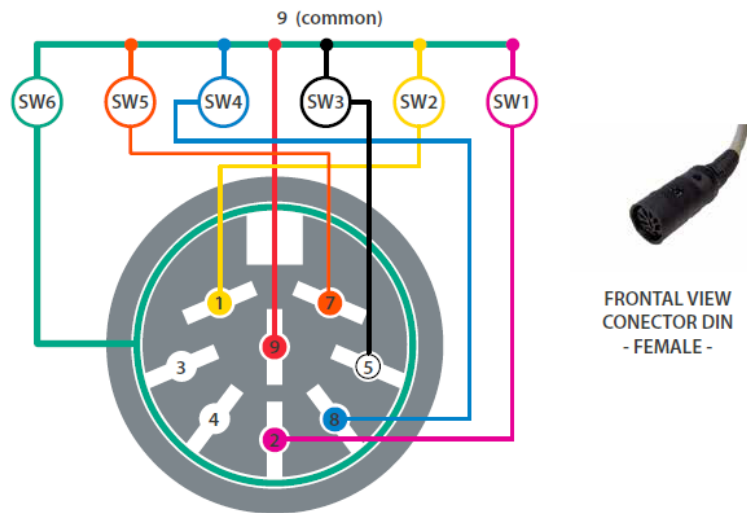 9 (common)
SW6
SW5
SW4
SW3
SW2
SW1
1
7
9
3
5
4
8
2
FRONTAL VIEW
CONECTOR DIN
- FEMALE -